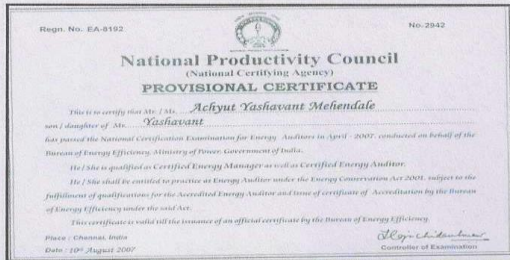 Regn. No. EA-8192
No. 2942
National Productivity Council
(National Certifying Agency)
PROVISIONAL CERTIFICATE
This is to certify that Mr. / Ms. Achyut Yashavant Mehendale
son / daughter of Mr. Yashavant
has passed the National Certification Examination for Energy Auditors in April - 2007, conducted on behalf of the
Bureau of Energy Efficiency, Ministry of Power, Government of India.
He / She is qualified as Certified Energy Manager as well as Certified Energy Auditor.
He / She shall be entitled to practise as Energy Auditor under the Energy Conservation Act 2001, subject to the
fulfillment of qualifications for the Accredited Energy Auditor and issue of certificate of Accreditation by the Bureau
of Energy Efficiency under the said Act.
This certificate is valid till the issuance of an official certificate by the Bureau of Energy Efficiency.
Place : Chennai, India
Date : 10th August 2007
Controller of Examination